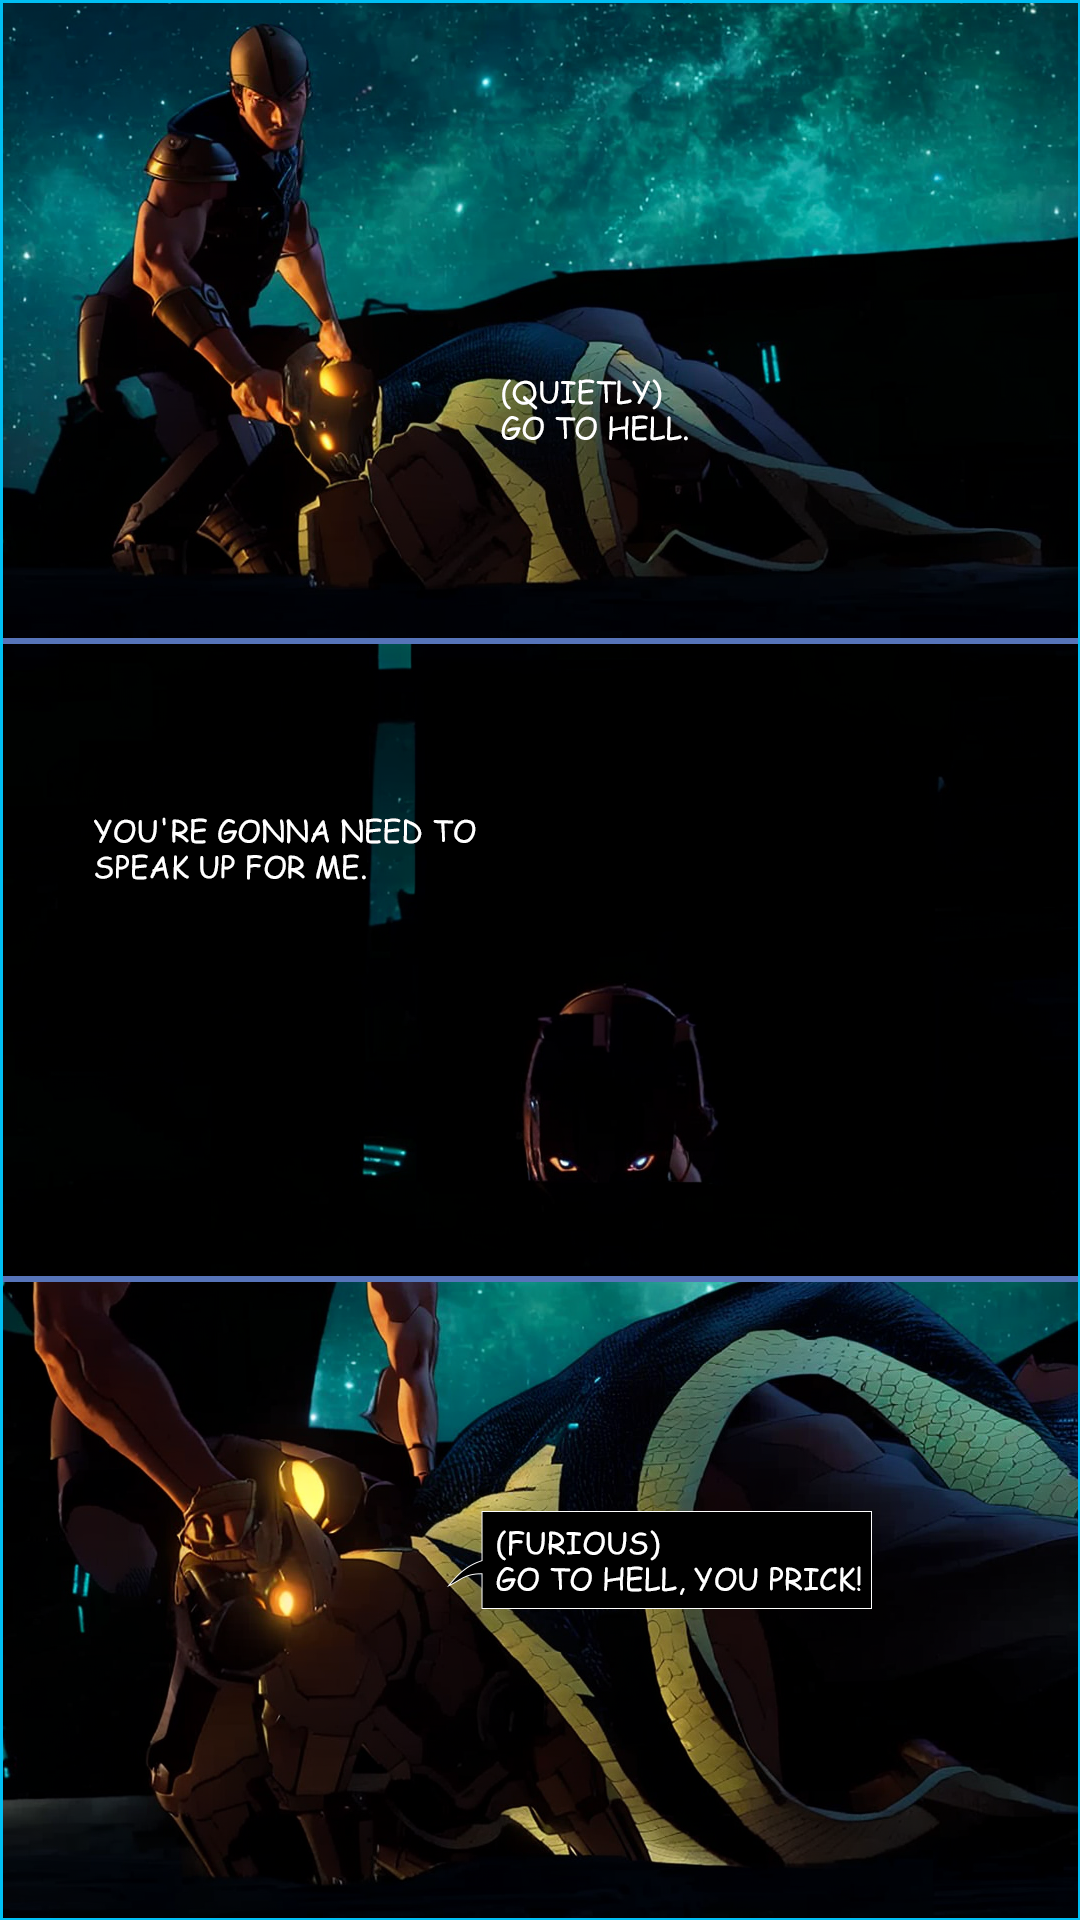 (QUIETLY)
GO TO HELL.
YOU'RE GONNA NEED TO
SPEAK UP FOR ME.
(FURIOUS)
GO TO HELL, YOU PRICK!